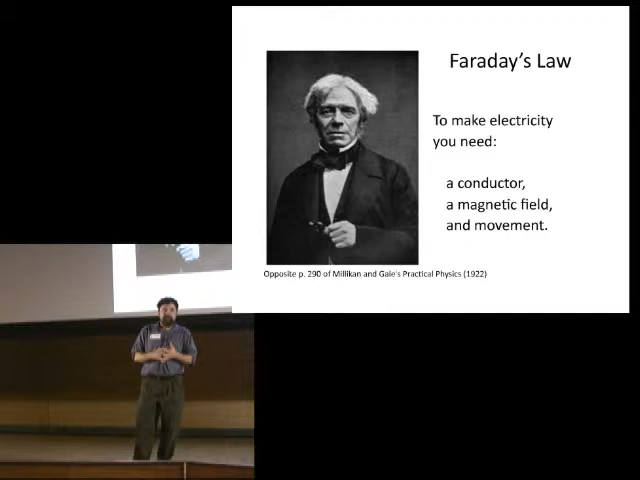 Faraday's Law
To make electricity
you need:
a conductor,
a magnetic field,
and movement.
Opposite p. 290 of Millikan and Gale's Practical Physics (1922)